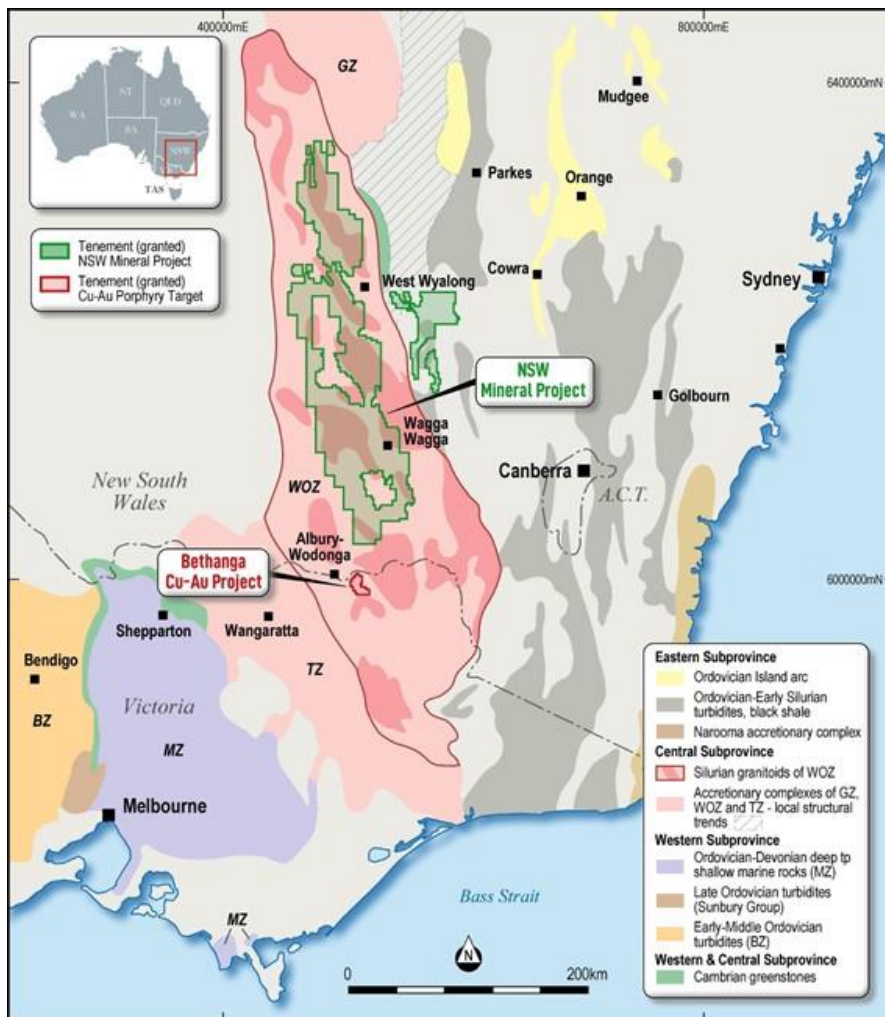 400000mE
800000mE
6400000mN
6000000mN
WA
NT
SA
QLD
NSW
TAS
Tenement (granted)
NSW Mineral Project
Tenement (granted)
Cu-Au Porphyry Target
GZ
Mudgee
Parkes
Orange
Cowra
West Wyalong
Sydney
NSW
Mineral Project
Golbourn
Wagga
Wagga
Canberra
A.C.T.
New South
Wales
WOZ
Albury-
Wodonga
Bethanga
Cu-Au Project
Shepparton
Wangaratta
Bendigo
BZ
Victoria
TZ
MZ
Melbourne
MZ
Bass Strait
N
0
200km
Eastern Subprovince
Ordovician Island arc
Ordovician-Early Silurian
turbidites, black shale
Narooma accretionary complex
Central Subprovince
Silurian granitoids of WOZ
Accretionary complexes of GZ,
WOZ and TZ - local structural
trends
Western Subprovince
Ordovician-Devonian deep tp
shallow marine rocks (MZ)
Late Ordovician turbidites
(Sunbury Group)
Early-Middle Ordovician
turbidites (BZ)
Western & Central Subprovince
Cambrian greenstones